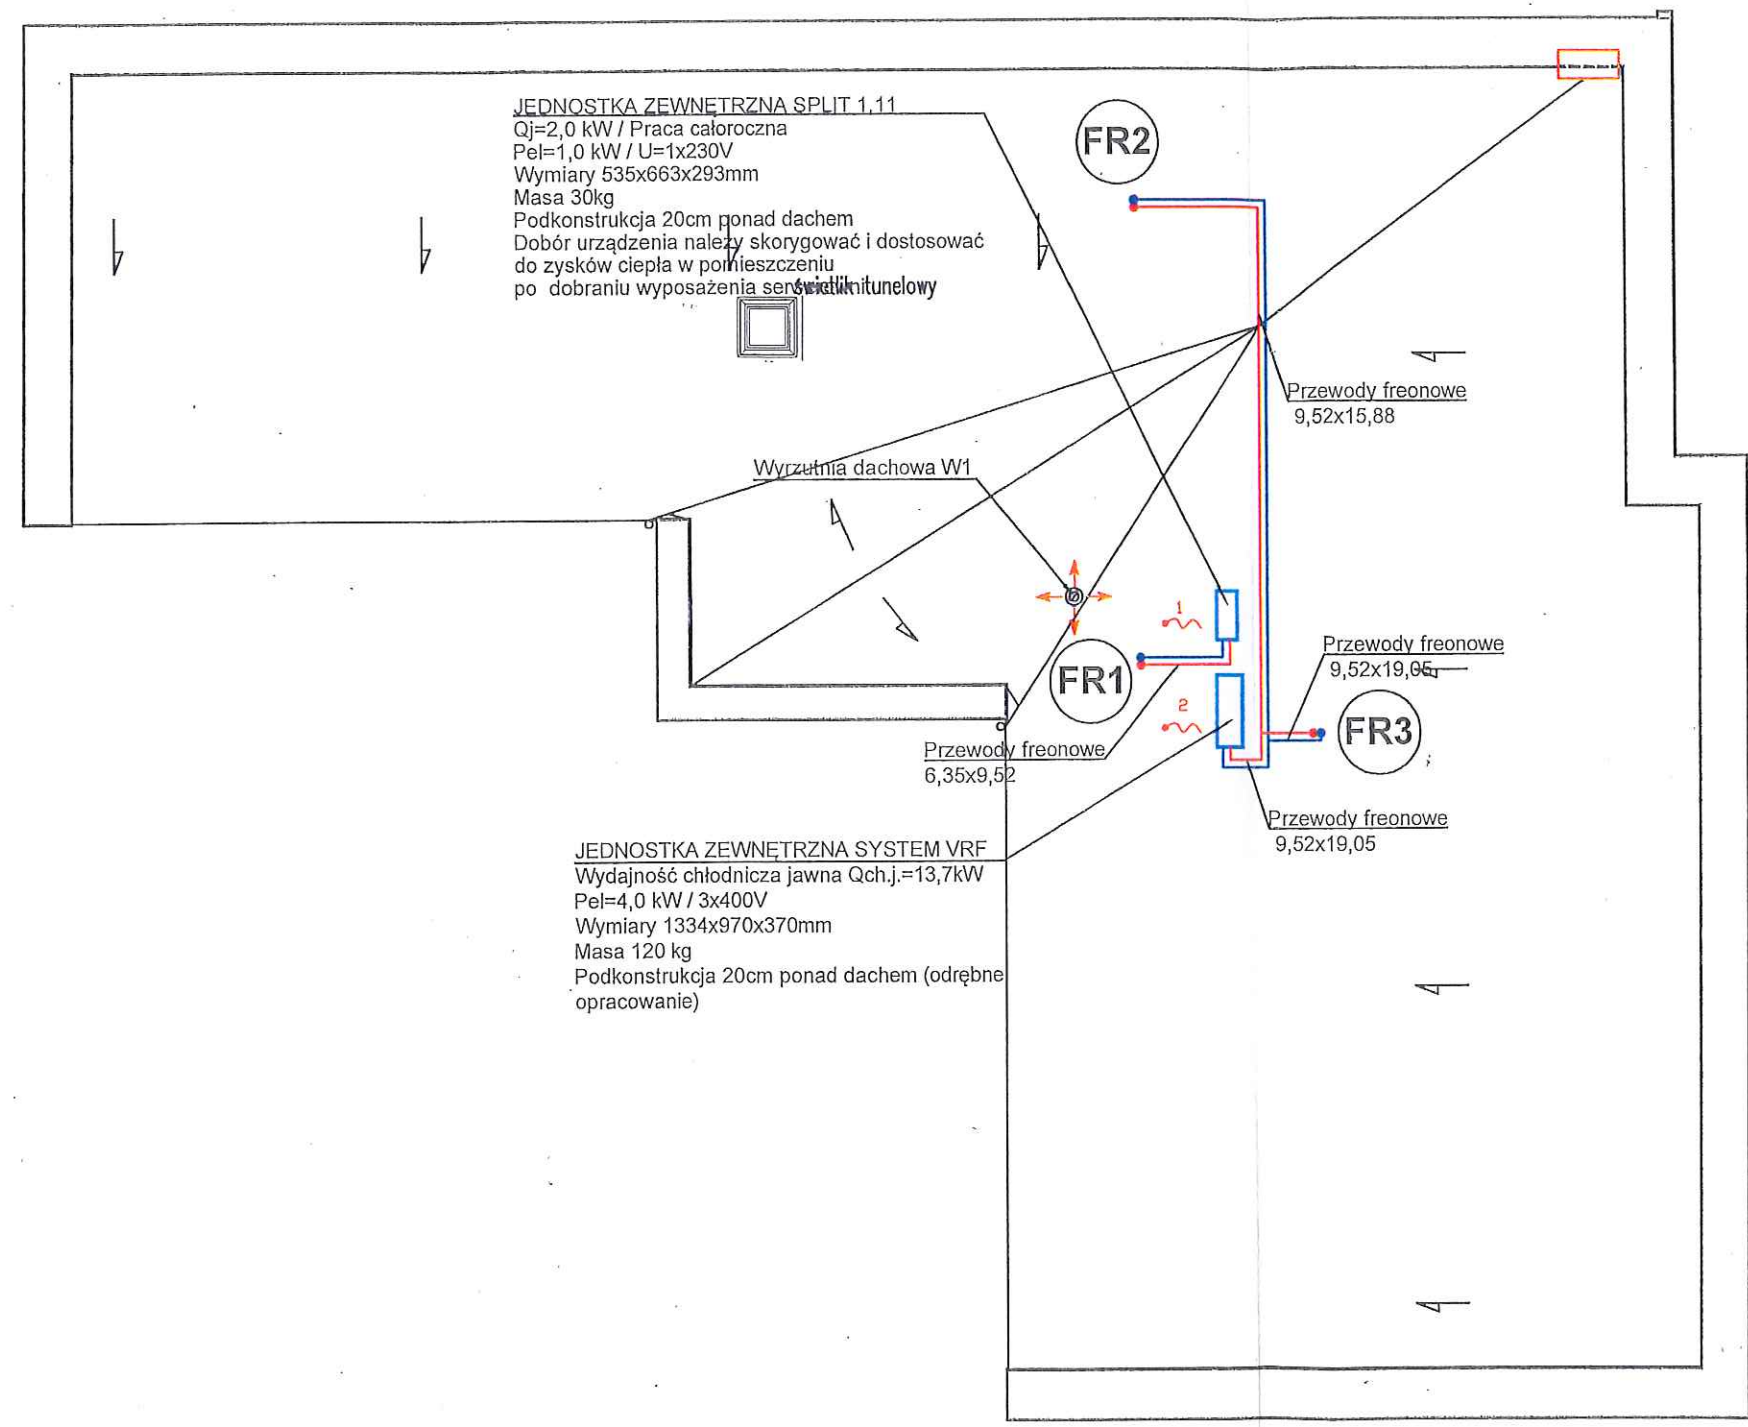 JEDNOSTKA ZEWNĘTRZNA SPLIT 1,11
Qj=2,0 kW / Praca całoroczna
Pel=1,0 kW / U=1x230V
Wymiary 535x663x293mm
Masa 30kg
Podkonstrukcja 20cm ponad dachem
Dobór urządzenia należy skorygować i dostosować
do zysków ciepła w pomieszczeniu
po dobraniu wyposażenia
świetlik tunelowy
FR2
Przewody freonowe
9,52x15,88
Wyrzutnia dachowa W1
1
FR1
2
Przewody freonowe
9,52x19,05
FR3
Przewody freonowe
6,35x9,52
Przewody freonowe
9,52x19,05
JEDNOSTKA ZEWNĘTRZNA SYSTEM VRF
Wydajność chłodnicza jawna Qch.j.=13,7kW
Pel=4,0 kW / 3x400V
Wymiary 1334x970x370mm
Masa 120 kg
Podkonstrukcja 20cm ponad dachem (odrębne
opracowanie)